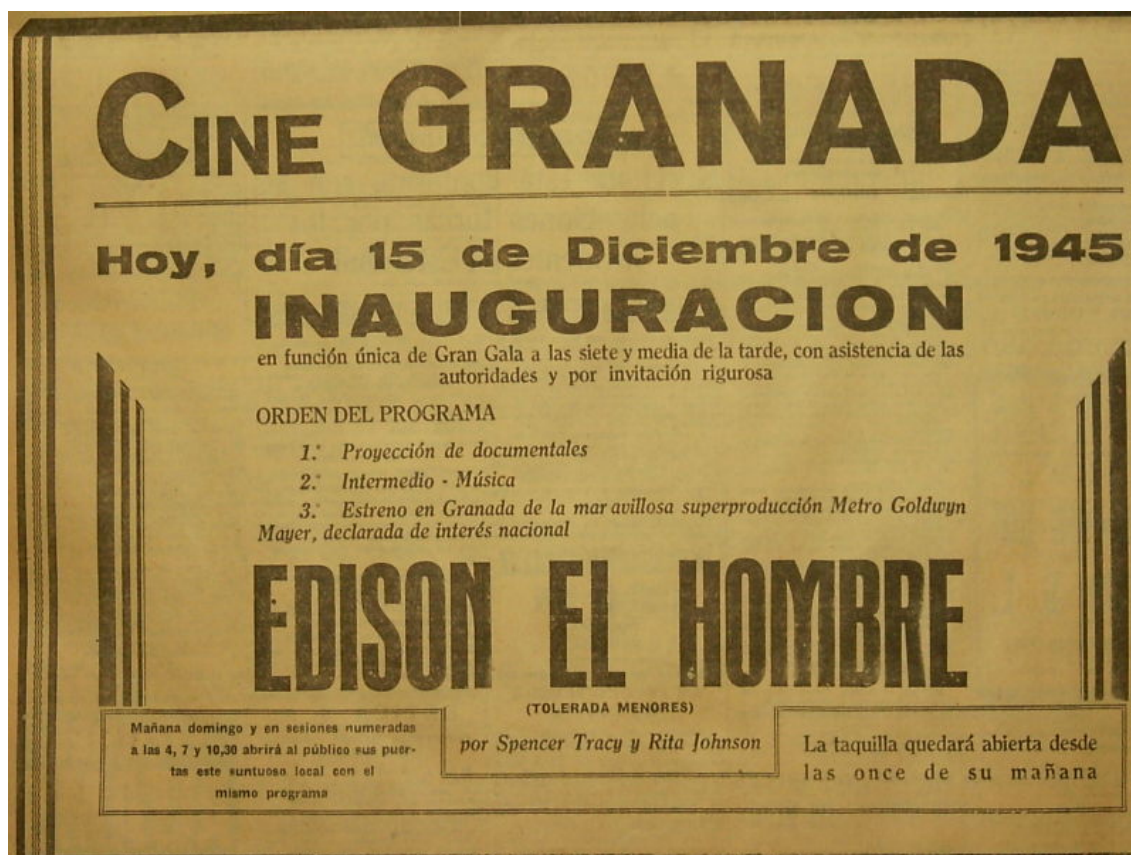 CINE GRANADA
Hoy, día 15 de Diciembre de 1945
INAUGURACION
en función única de Gran Gala a las siete y media de la tarde, con asistencia de las
autoridades y por invitación rigurosa
ORDEN DEL PROGRAMA
1.° Proyección de documentales
2.° Intermedio - Música
3.° Estreno en Granada de la maravillosa superproducción Metro Goldwyn
Mayer, declarada de interés nacional
EDISON EL HOMBRE
(TOLERADA MENORES)
por Spencer Tracy y Rita Johnson
Mañana domingo y en sesiones numeradas
a las 4, 7 y 10,30 abrirá al público sus puer-
tas este suntuoso local con el
mismo programa
La taquilla quedará abierta desde
las once de su mañana